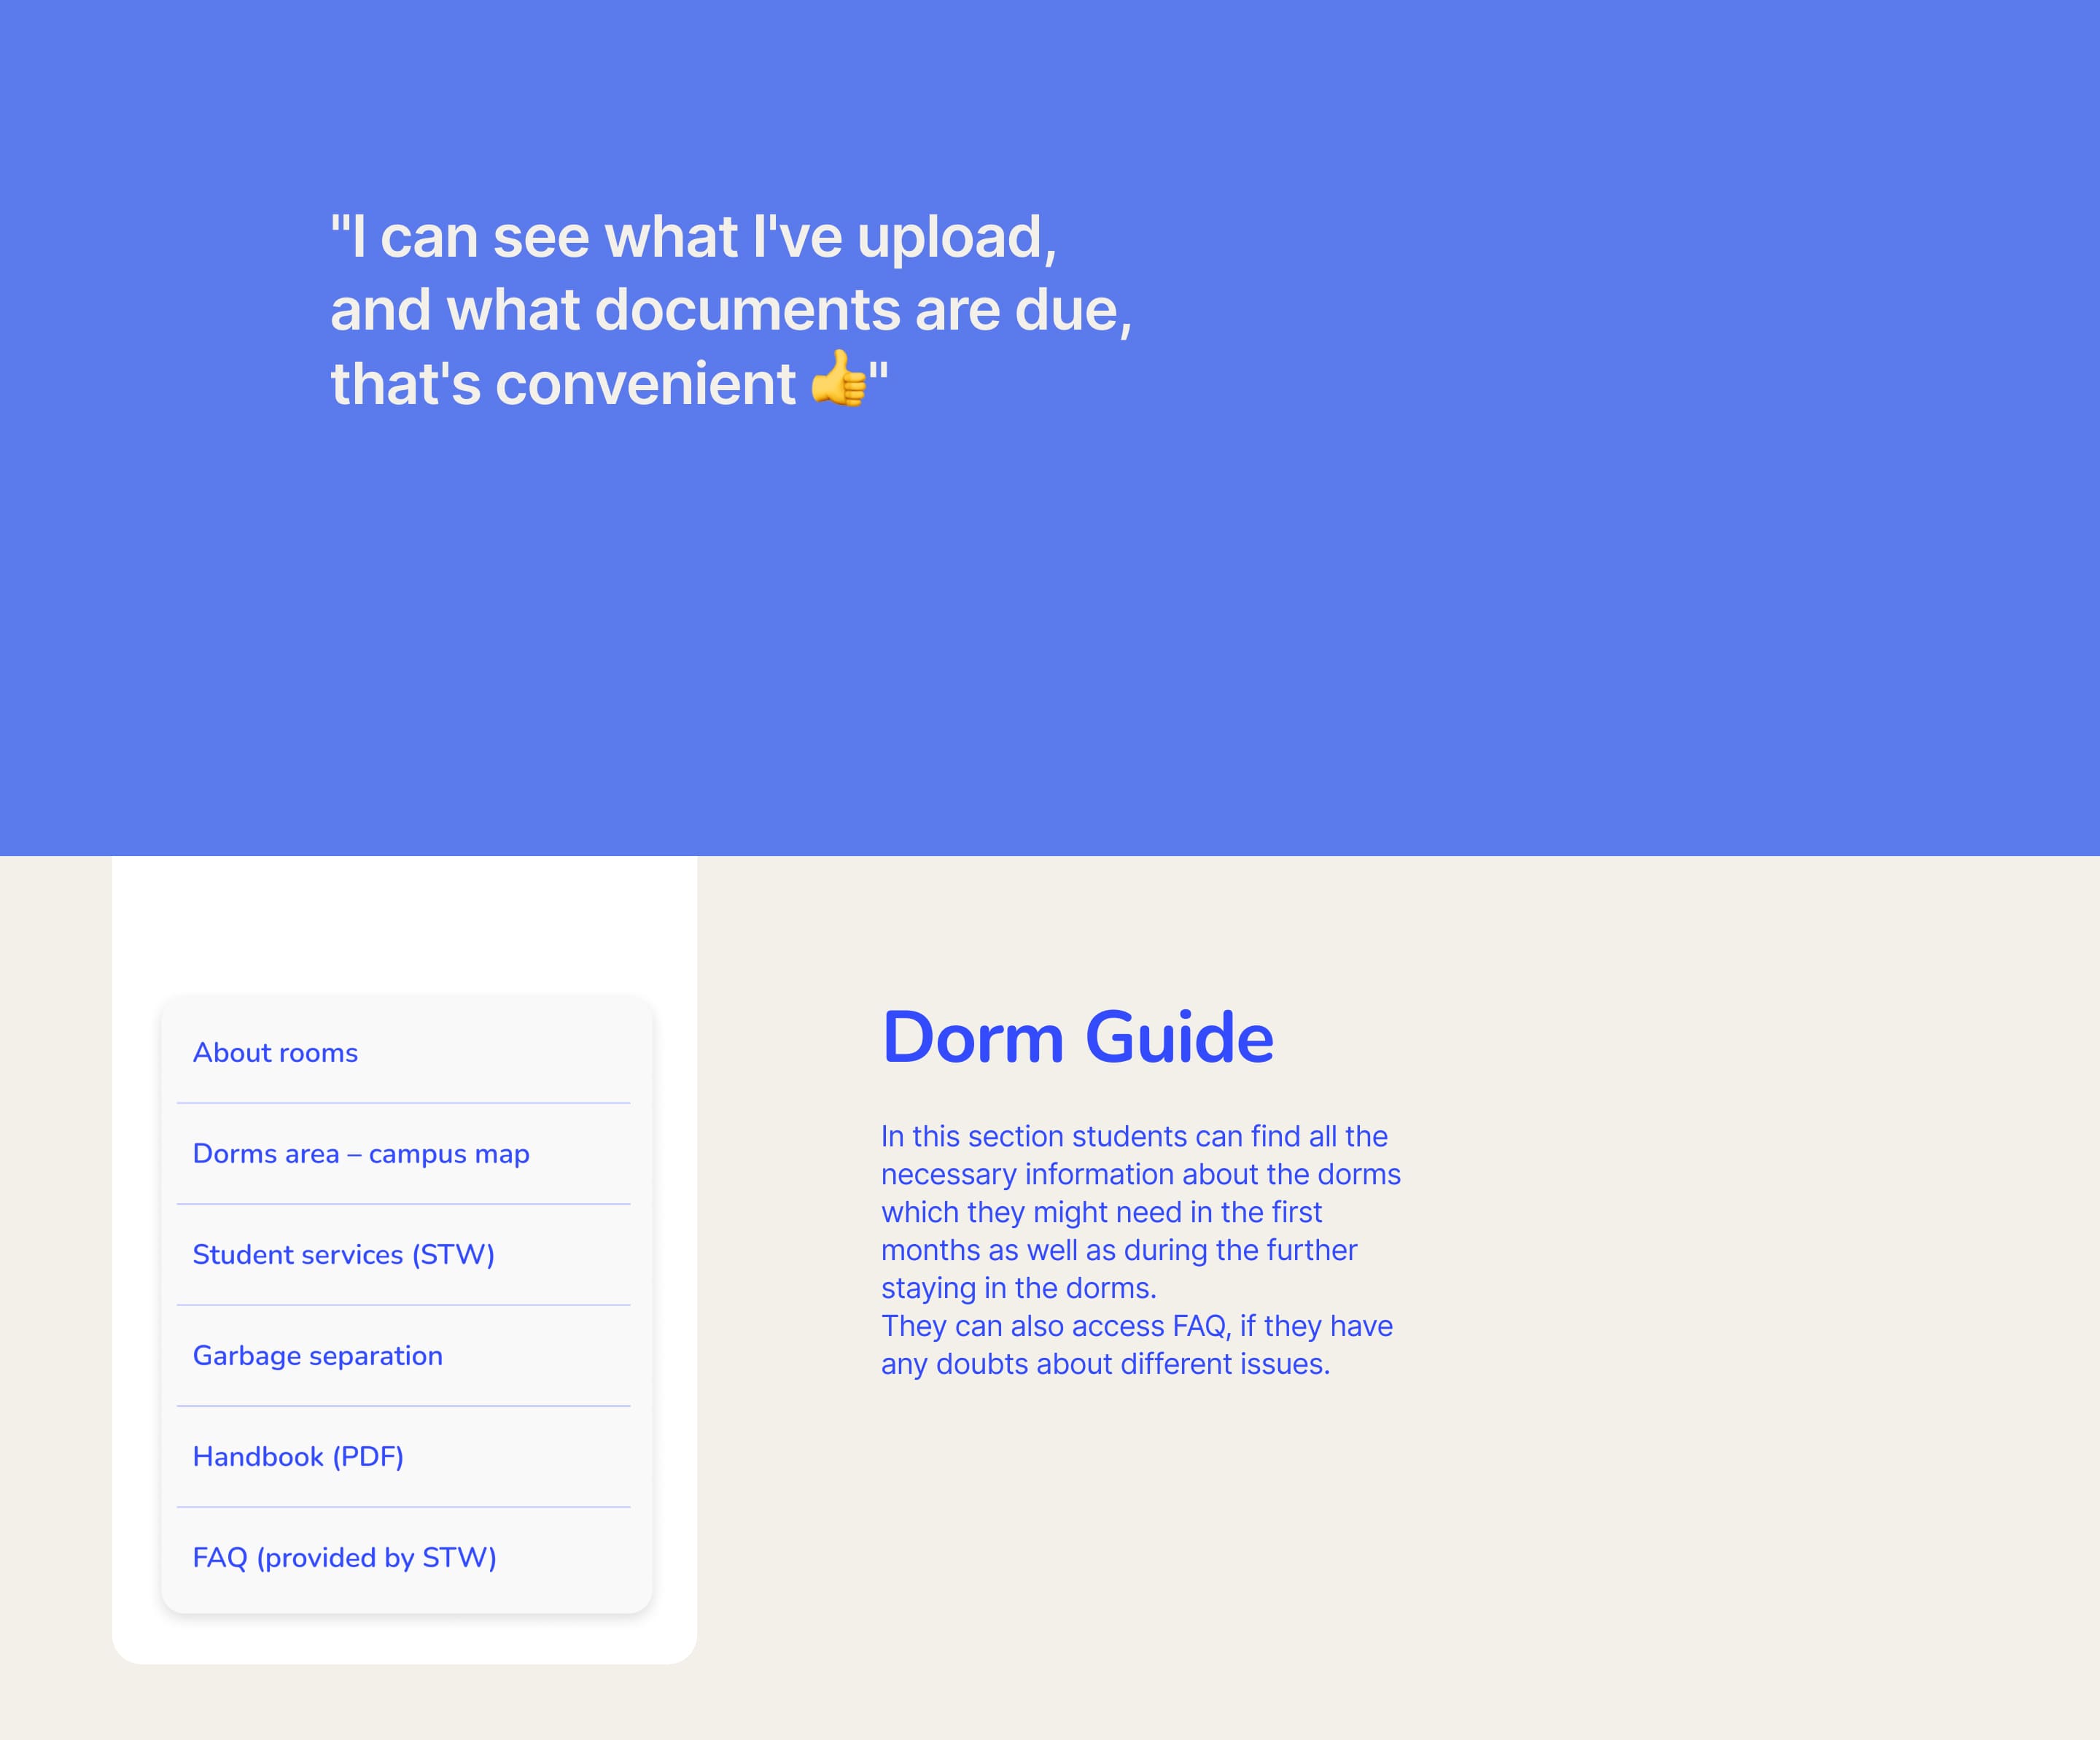 "I can see what I've upload,
and what documents are due,
that's convenient 👍"
About rooms
Dorms area – campus map
Student services (STW)
Garbage separation
Handbook (PDF)
FAQ (provided by STW)
Dorm Guide
In this section students can find all the
necessary information about the dorms
which they might need in the first
months as well as during the further
staying in the dorms.
They can also access FAQ, if they have
any doubts about different issues.